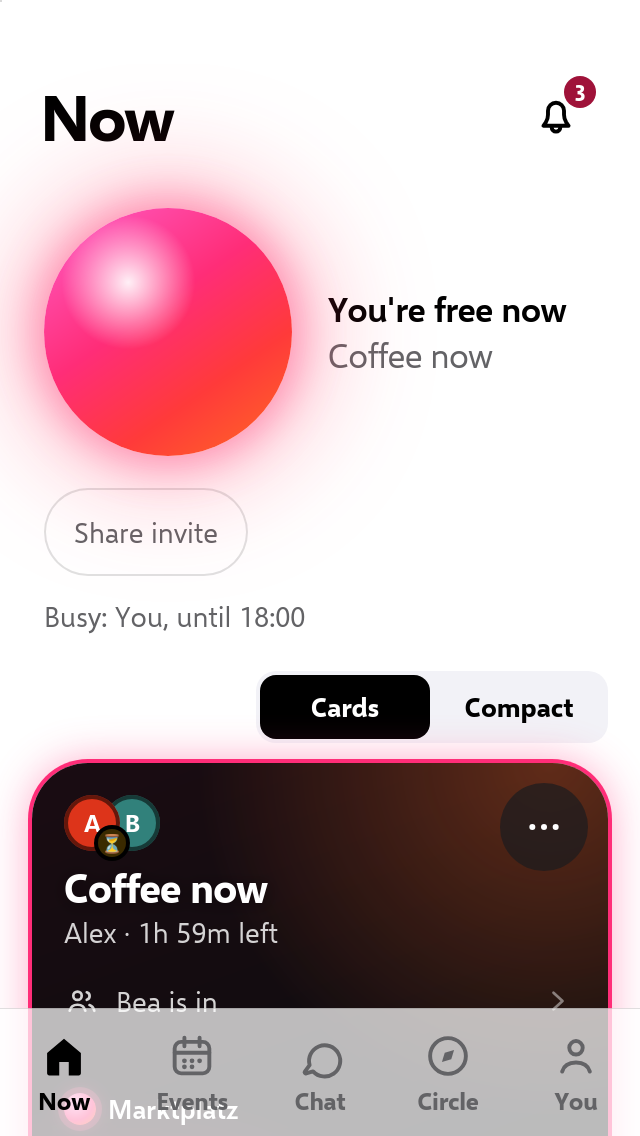 Now
3
You're free now
Coffee now
Share invite
Busy: You, until 18:00
Cards
Compact
A
B
Coffee now
Alex · 1h 59m left
Bea is in
Marktplatz
Now
Events
Chat
Circle
You